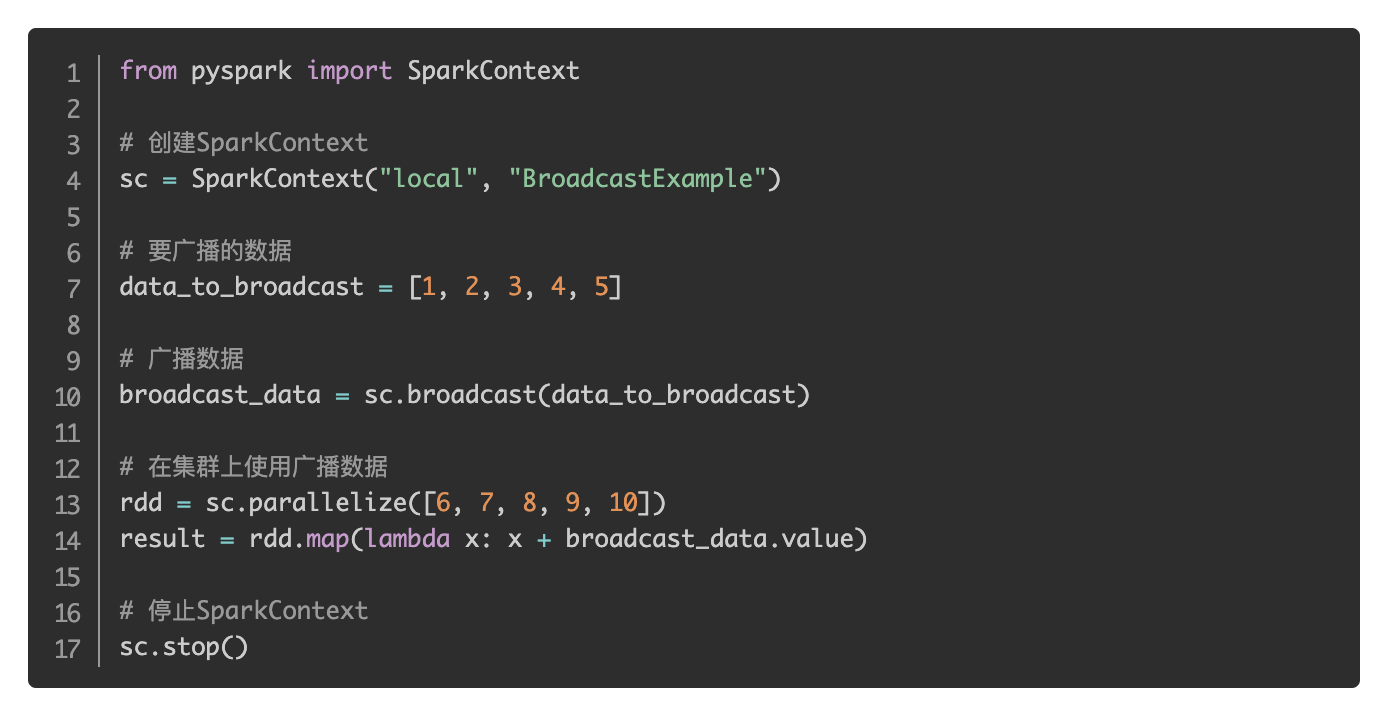 1 from pyspark import SparkContext
2
3 # 创建SparkContext
4 sc = SparkContext("local", "BroadcastExample")
5
6 # 要广播的数据
7 data_to_broadcast = [1, 2, 3, 4, 5]
8
9 # 广播数据
10 broadcast_data = sc.broadcast(data_to_broadcast)
11
12 # 在集群上使用广播数据
13 rdd = sc.parallelize([6, 7, 8, 9, 10])
14 result = rdd.map(lambda x: x + broadcast_data.value)
15
16 # 停止SparkContext
17 sc.stop()